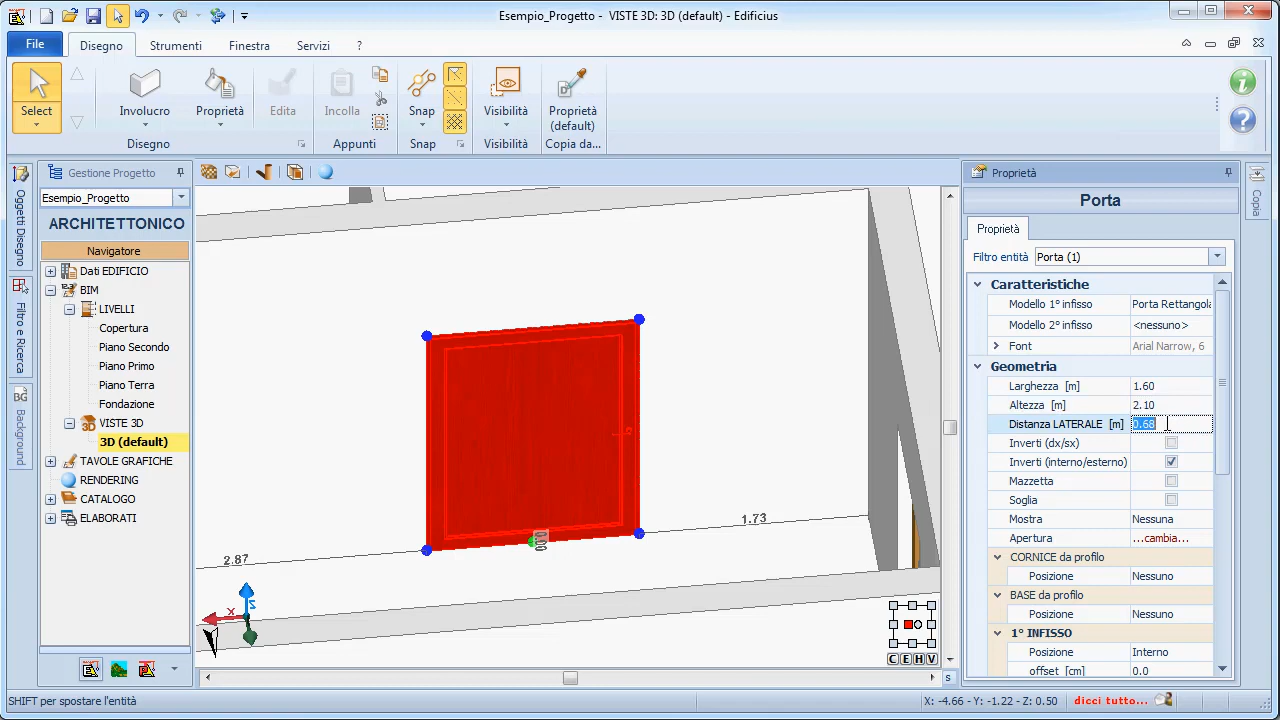 Esempio_Progetto - VISTE 3D: 3D (default) - Edificius
File
Disegno
Strumenti
Finestra
Servizi
?
Select
Involucro
Proprietà
Edita
Incolla
Snap
Visibilità
Proprietà
(default)
Disegno
Appunti
Snap
Visibilità
Copia da...
Oggetti Disegno
Filtro e Ricerca
BG
Background
Gestione Progetto
Esempio_Progetto
ARCHITETTONICO
Navigatore
Dati EDIFICIO
BIM
LIVELLI
Copertura
Piano Secondo
Piano Primo
Piano Terra
Fondazione
VISTE 3D
3D (default)
TAVOLE GRAFICHE
RENDERING
CATALOGO
ELABORATI
2.87
1.73
X
C E H V
s
Proprietà
Porta
Proprietà
Filtro entità Porta (1)
Caratteristiche
Modello 1° infisso Porta Rettangola
Modello 2° infisso <nessuno>
Font Arial Narrow, 6
Geometria
Larghezza [m] 1.60
Altezza [m] 2.10
Distanza LATERALE [m] 0.68
Inverti (dx/sx)
Inverti (interno/esterno)
Mazzetta
Soglia
Mostra Nessuna
Apertura ...cambia...
CORNICE da profilo
Posizione Nessuno
BASE da profilo
Posizione Nessuno
1° INFISSO
Posizione Interno
offset [cm] 0.0
Copia
SHIFT per spostare l'entità
X: -4.66 - Y: -1.22 - Z: 0.50
dicci tutto...